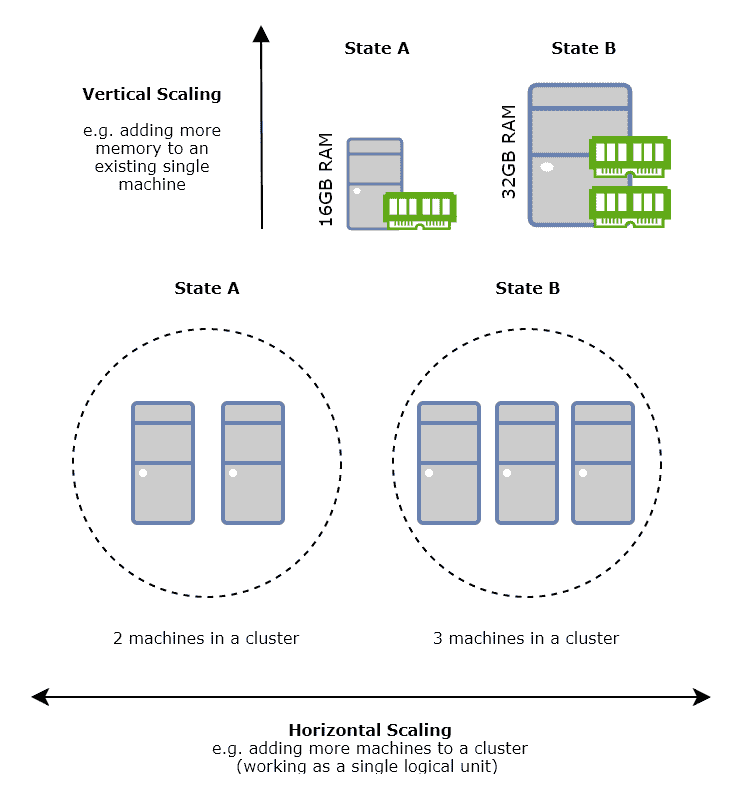 State A
State B
Vertical Scaling
e.g. adding more
memory to an
existing single
machine
16GB RAM
32GB RAM
State A
State B
2 machines in a cluster
3 machines in a cluster
Horizontal Scaling
e.g. adding more machines to a cluster
(working as a single logical unit)